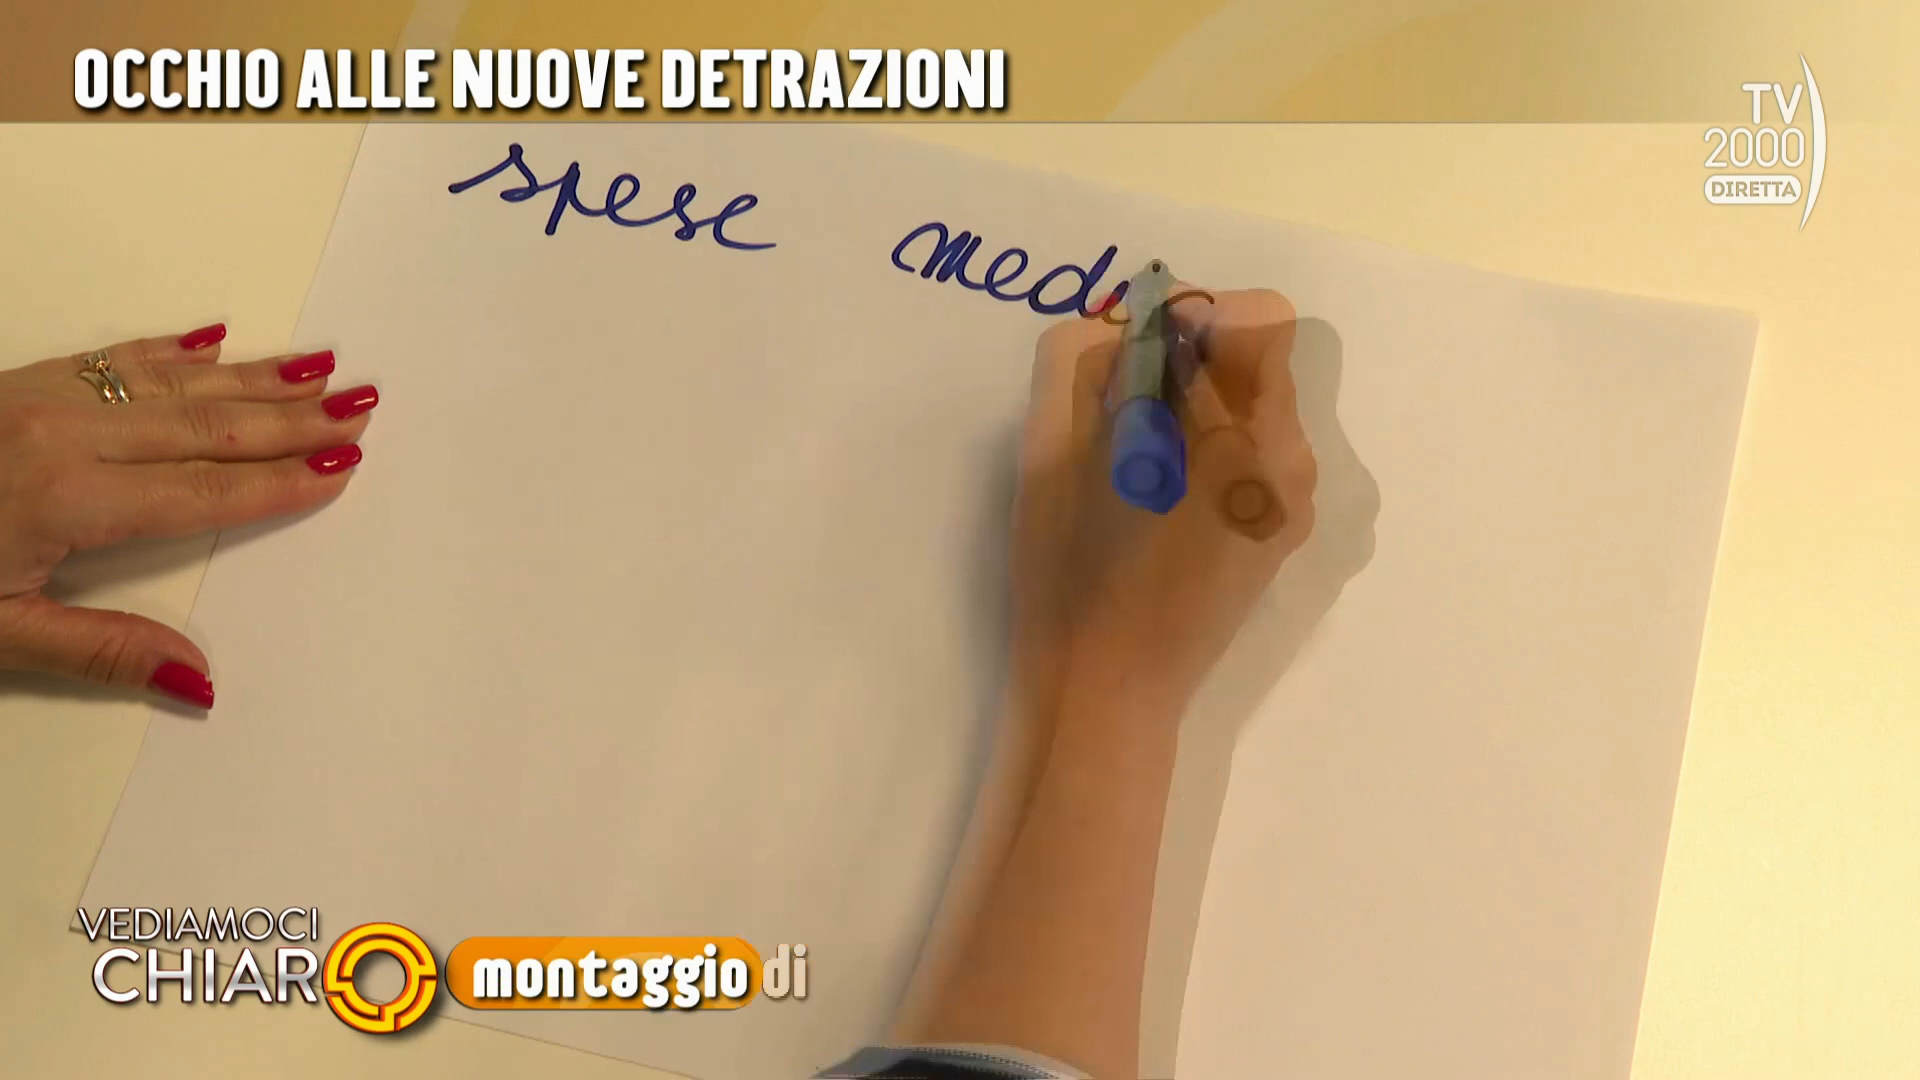 OCCHIO ALLE NUOVE DETRAZIONI
TV
2000
DIRETTA
spese
VEDIAMOCI
CHIARO
montaggio di